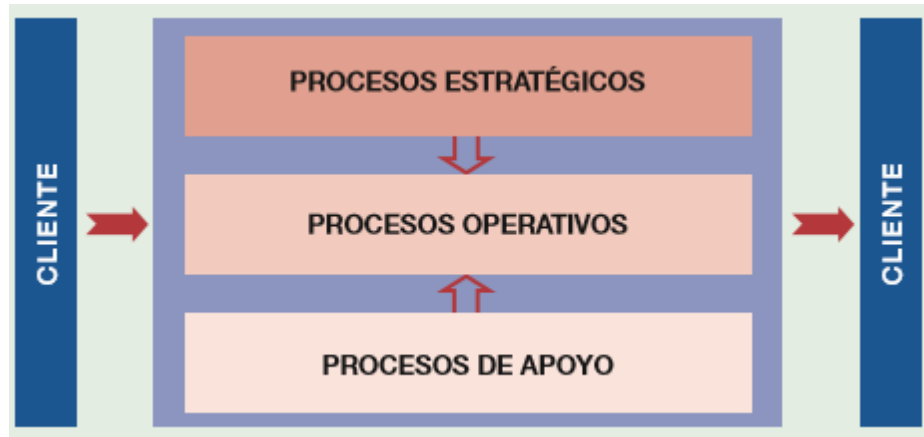 CLIENTE
PROCESOS ESTRATÉGICOS
PROCESOS OPERATIVOS
PROCESOS DE APOYO
CLIENTE